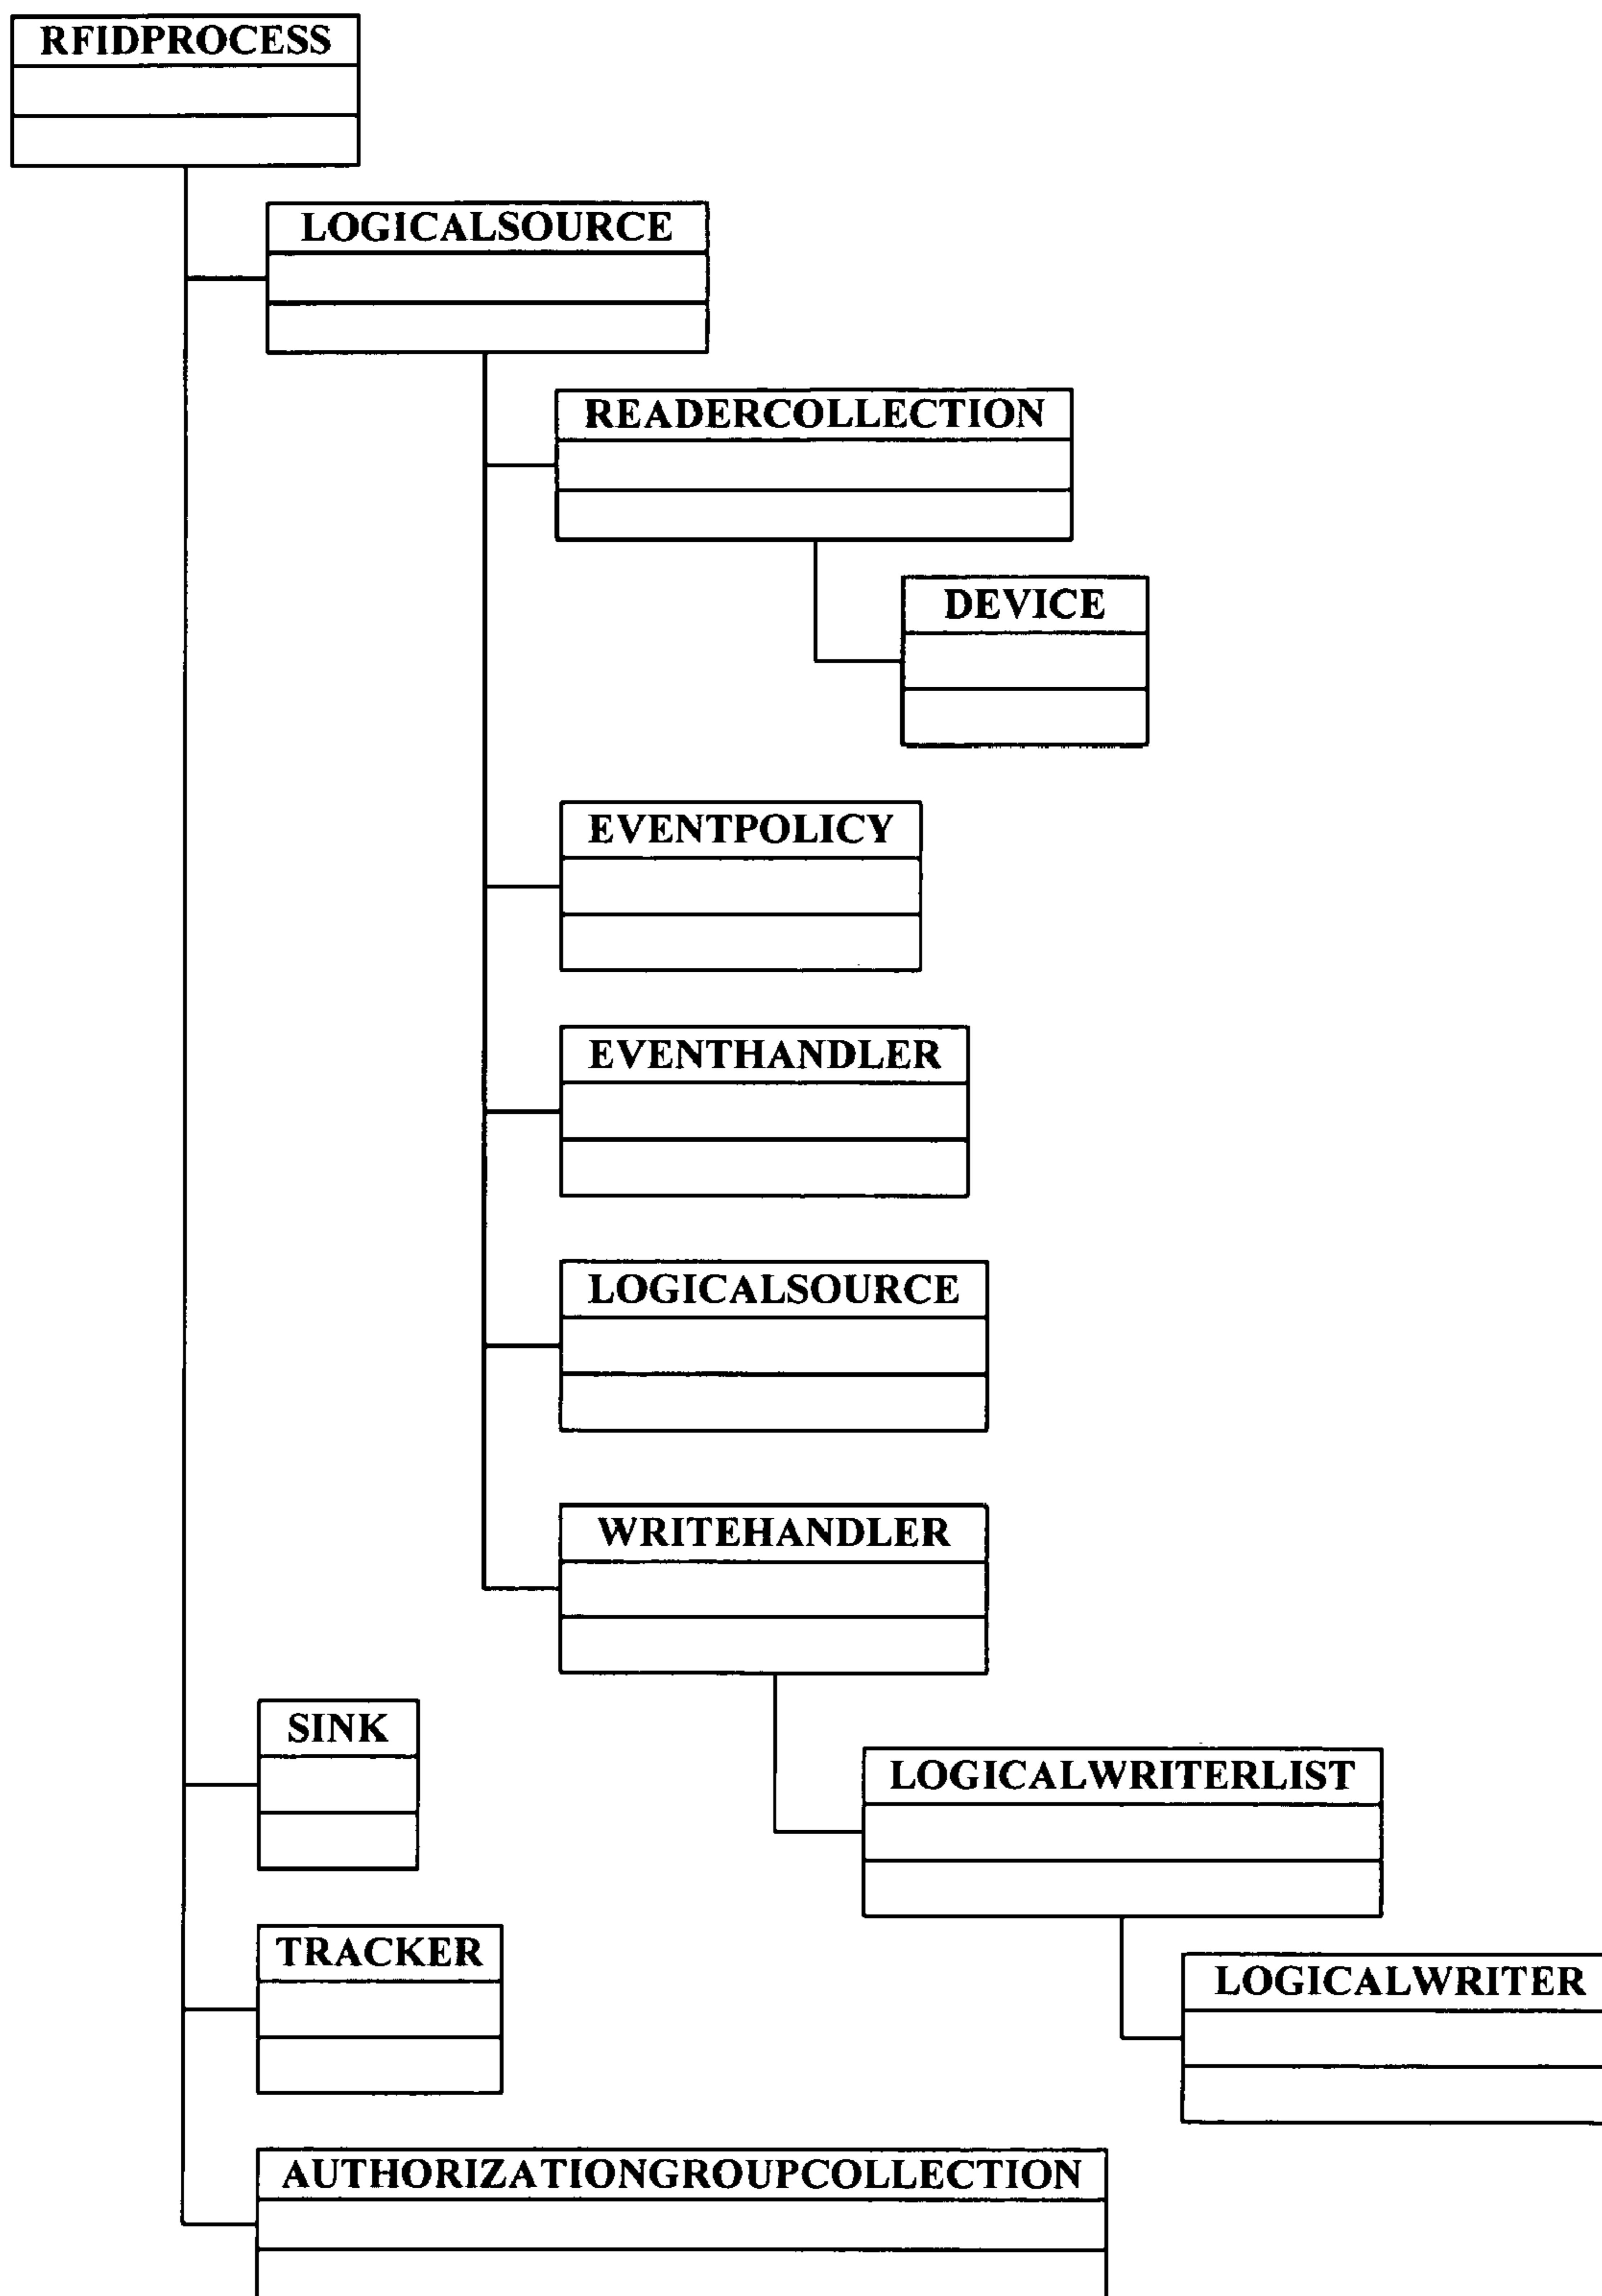 RFIDPROCESS
LOGICALSOURCE
READERCOLLECTION
DEVICE
EVENTPOLICY
EVENTHANDLER
LOGICALSOURCE
WRITEHANDLER
SINK
LOGICALWRITERLIST
TRACKER
LOGICALWRITER
AUTHORIZATIONGROUPCOLLECTION